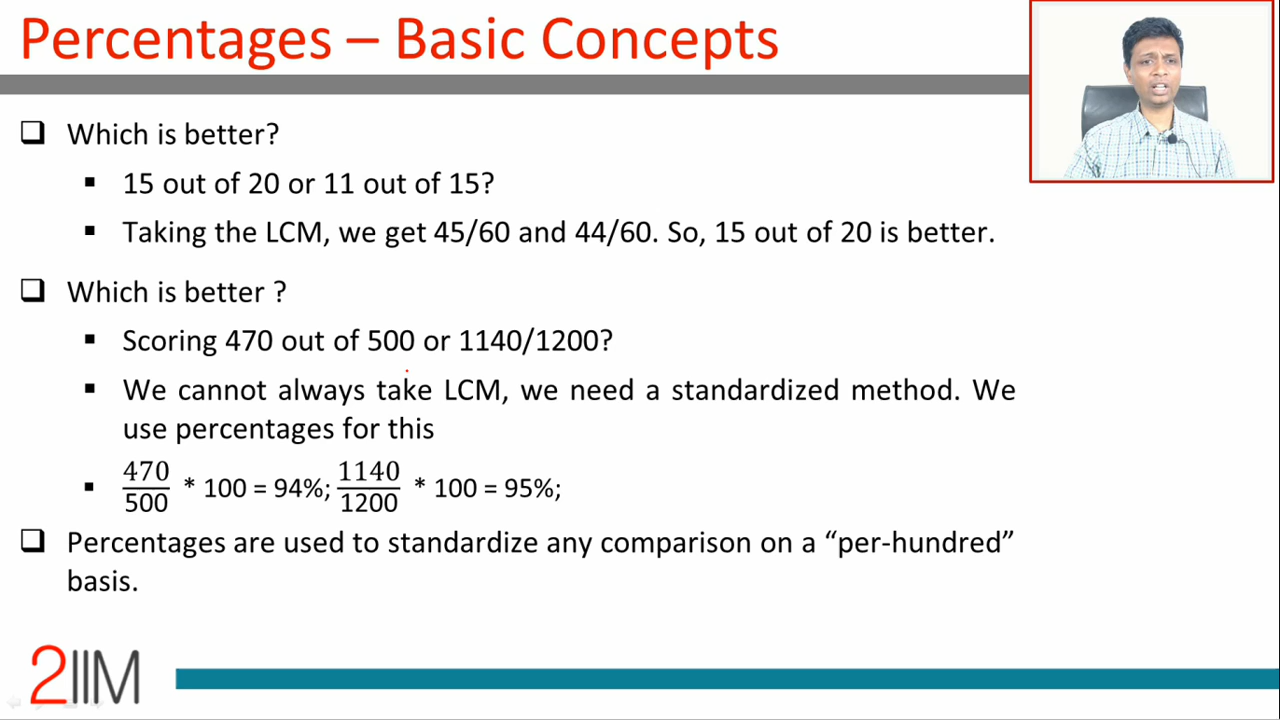 Percentages – Basic Concepts
Which is better?
15 out of 20 or 11 out of 15?
Taking the LCM, we get 45/60 and 44/60. So, 15 out of 20 is better.
Which is better ?
Scoring 470 out of 500 or 1140/1200?
We cannot always take LCM, we need a standardized method. We
use percentages for this
470/500 * 100 = 94%; 1140/1200 * 100 = 95%;
Percentages are used to standardize any comparison on a “per-hundred”
basis.
2IIM